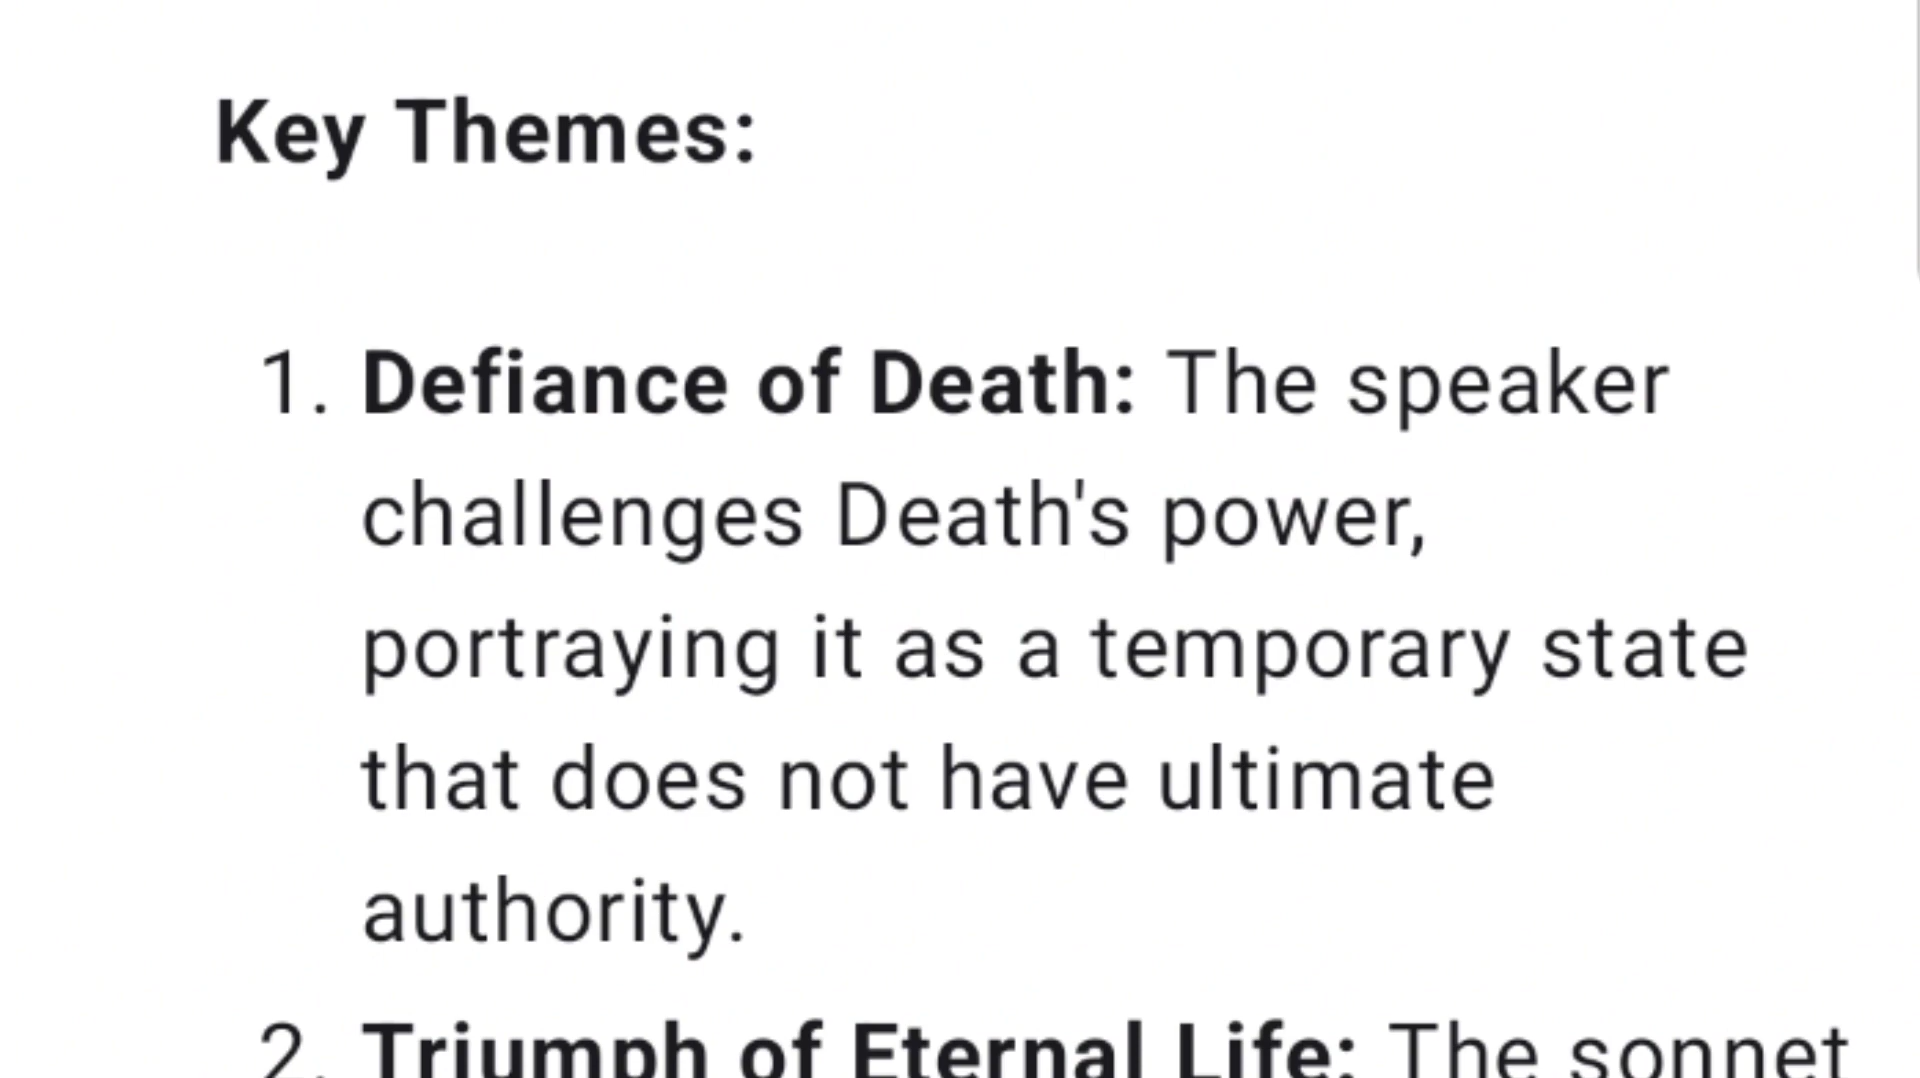 Key Themes:
1. Defiance of Death: The speaker
challenges Death's power,
portraying it as a temporary state
that does not have ultimate
authority.
2. Triumph of Eternal Life: The sonnet